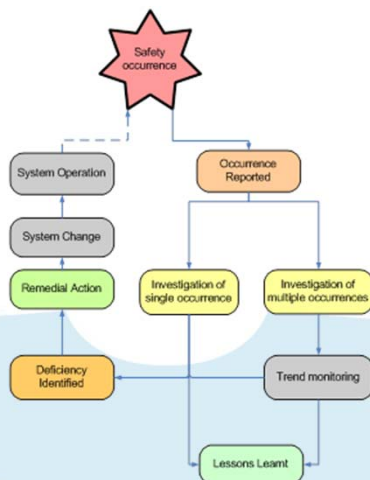 Safety
occurrence
Occurrence
Reported
System Operation
System Change
Remedial Action
Investigation of
single occurrence
Investigation of
multiple occurrences
Deficiency
Identified
Trend monitoring
Lessons Learnt